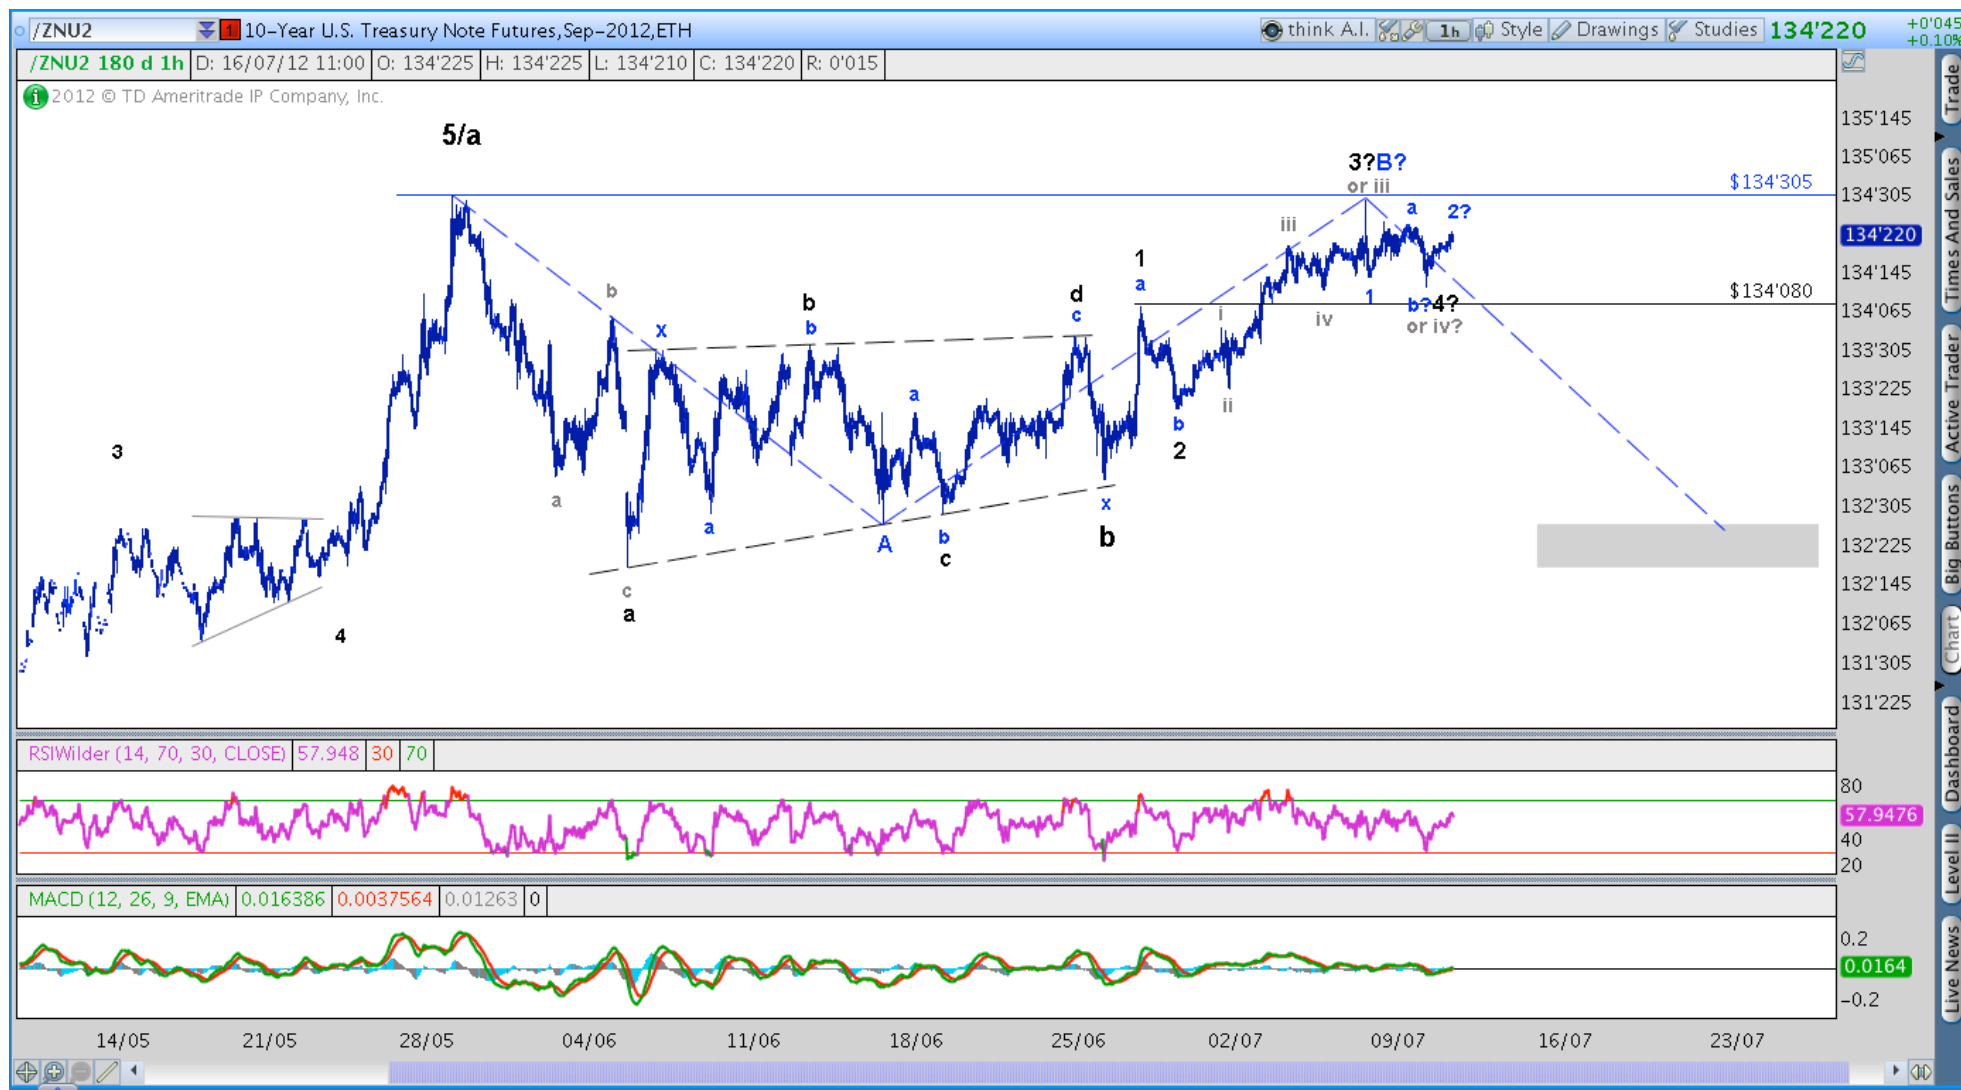 /ZNU2 1 10-Year U.S. Treasury Note Futures,Sep-2012,ETH think A.I. 1h Style Drawings Studies 134'220 +0'045
+0.10%
/ZNU2 180 d 1h D: 16/07/12 11:00 O: 134'225 H: 134'225 L: 134'210 C: 134'220 R: 0'015
2012 © TD Ameritrade IP Company, Inc.
5/a
3?B?
or iii
a 2?
iii
1
a
b
x
b
b
d
c
i
iv
1
b?4?
or iv?
ii
b
2
a
3
a
a
A
b
c
x
b
c
a
4
$134'305
$134'080
135'145
135'065
134'305
134'220
134'145
134'065
133'305
133'225
133'145
133'065
132'305
132'225
132'145
132'065
131'305
131'225
RSIWilder (14, 70, 30, CLOSE) 57.948 30 70
80
57.9476
40
20
MACD (12, 26, 9, EMA) 0.016386 0.0037564 0.01263 0
0.2
0.0164
-0.2
14/05 21/05 28/05 04/06 11/06 18/06 25/06 02/07 09/07 16/07 23/07
Trade
Times And Sales
Active Trader
Big Buttons
Chart
Dashboard
Level II
Live News